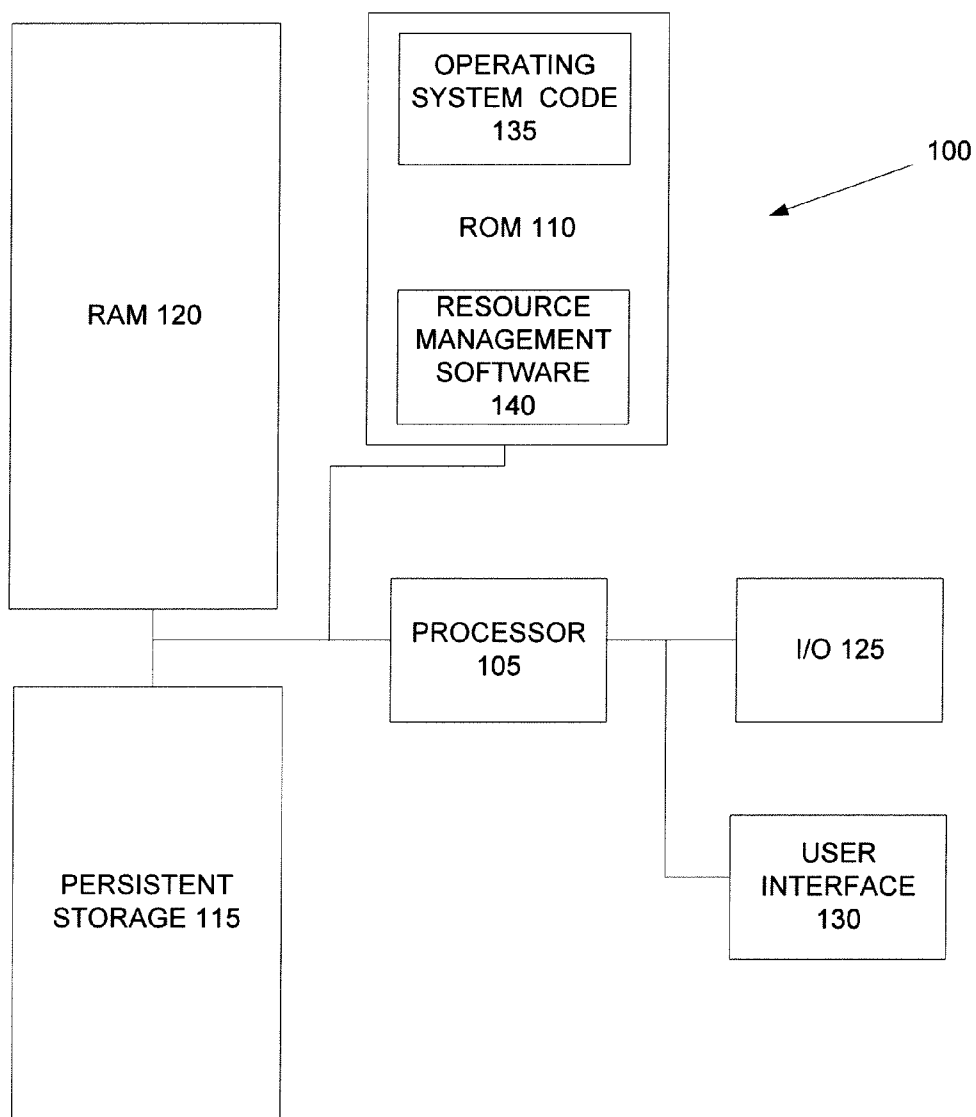 OPERATING
SYSTEM CODE
135
100
ROM 110
RAM 120
RESOURCE
MANAGEMENT
SOFTWARE
140
PROCESSOR
105
I/O 125
USER
INTERFACE
130
PERSISTENT
STORAGE 115